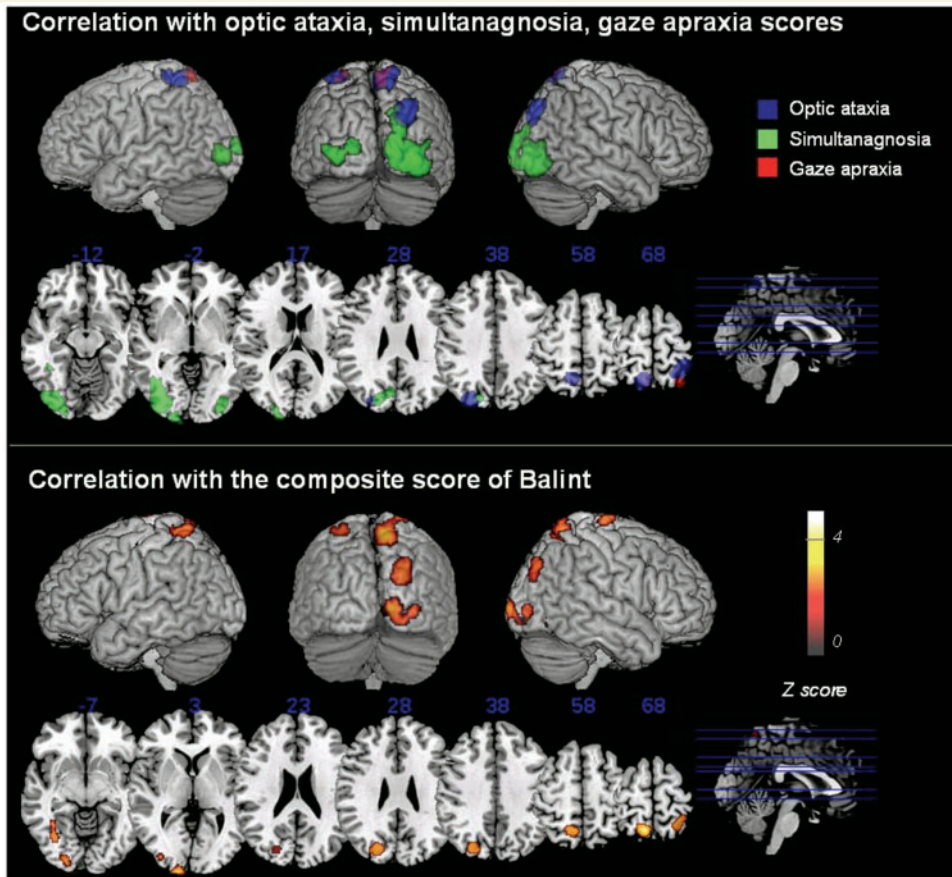 Correlation with optic ataxia, simultanagnosia, gaze apraxia scores
Optic ataxia
Simultanagnosia
Gaze apraxia
-12 -2 17 28 38 58 68
Correlation with the composite score of Balint
4
0
Z score
-7 3 23 28 38 58 68